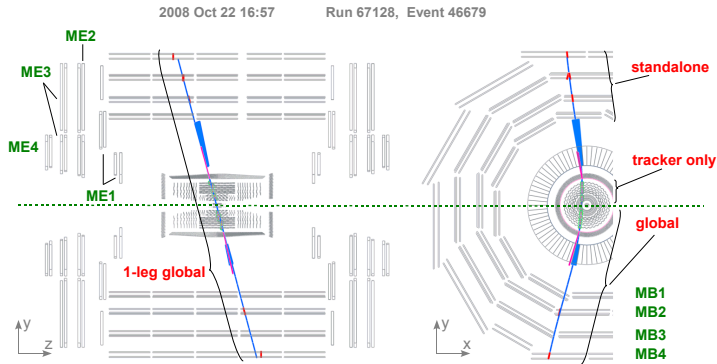 2008 Oct 22 16:57 Run 67128, Event 46679
ME2
ME3
ME4
ME1
1-leg global
y
z
standalone
tracker only
global
MB1
MB2
MB3
MB4
y
x